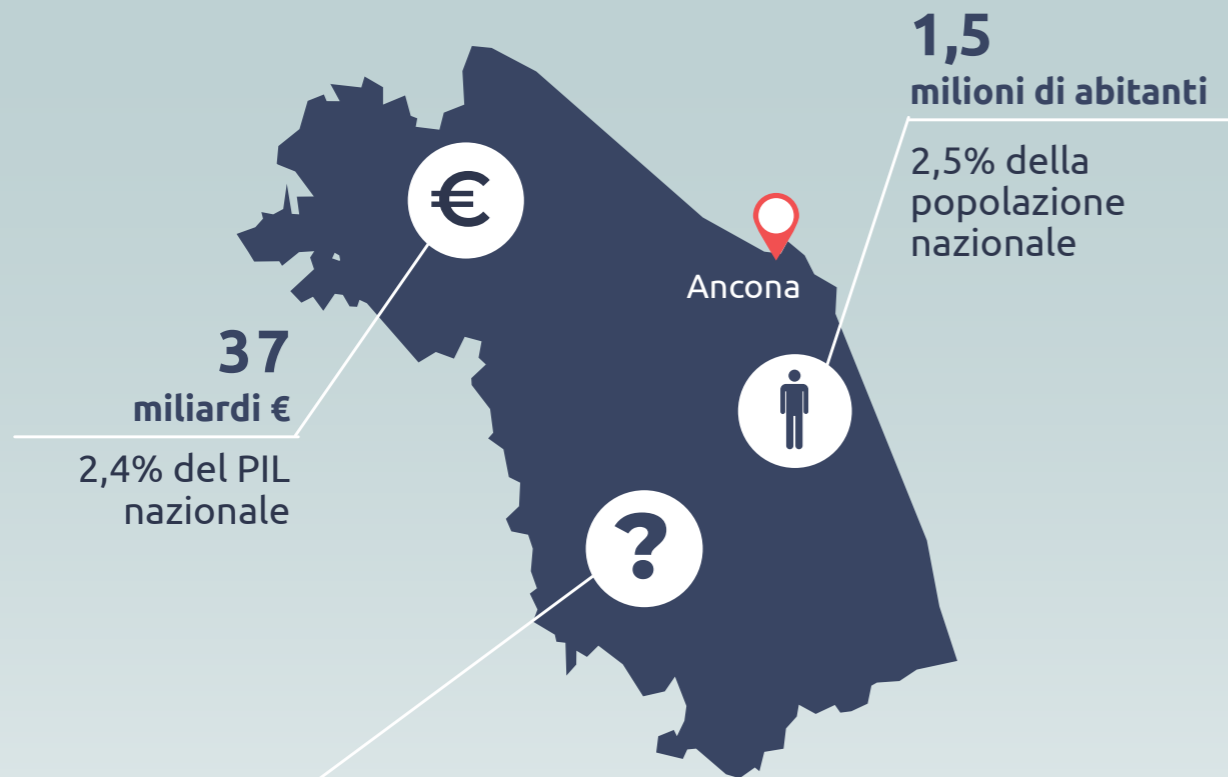 1,5
milioni di abitanti
2,5% della
popolazione
nazionale
€
Ancona
37
miliardi €
2,4% del PIL
nazionale
?